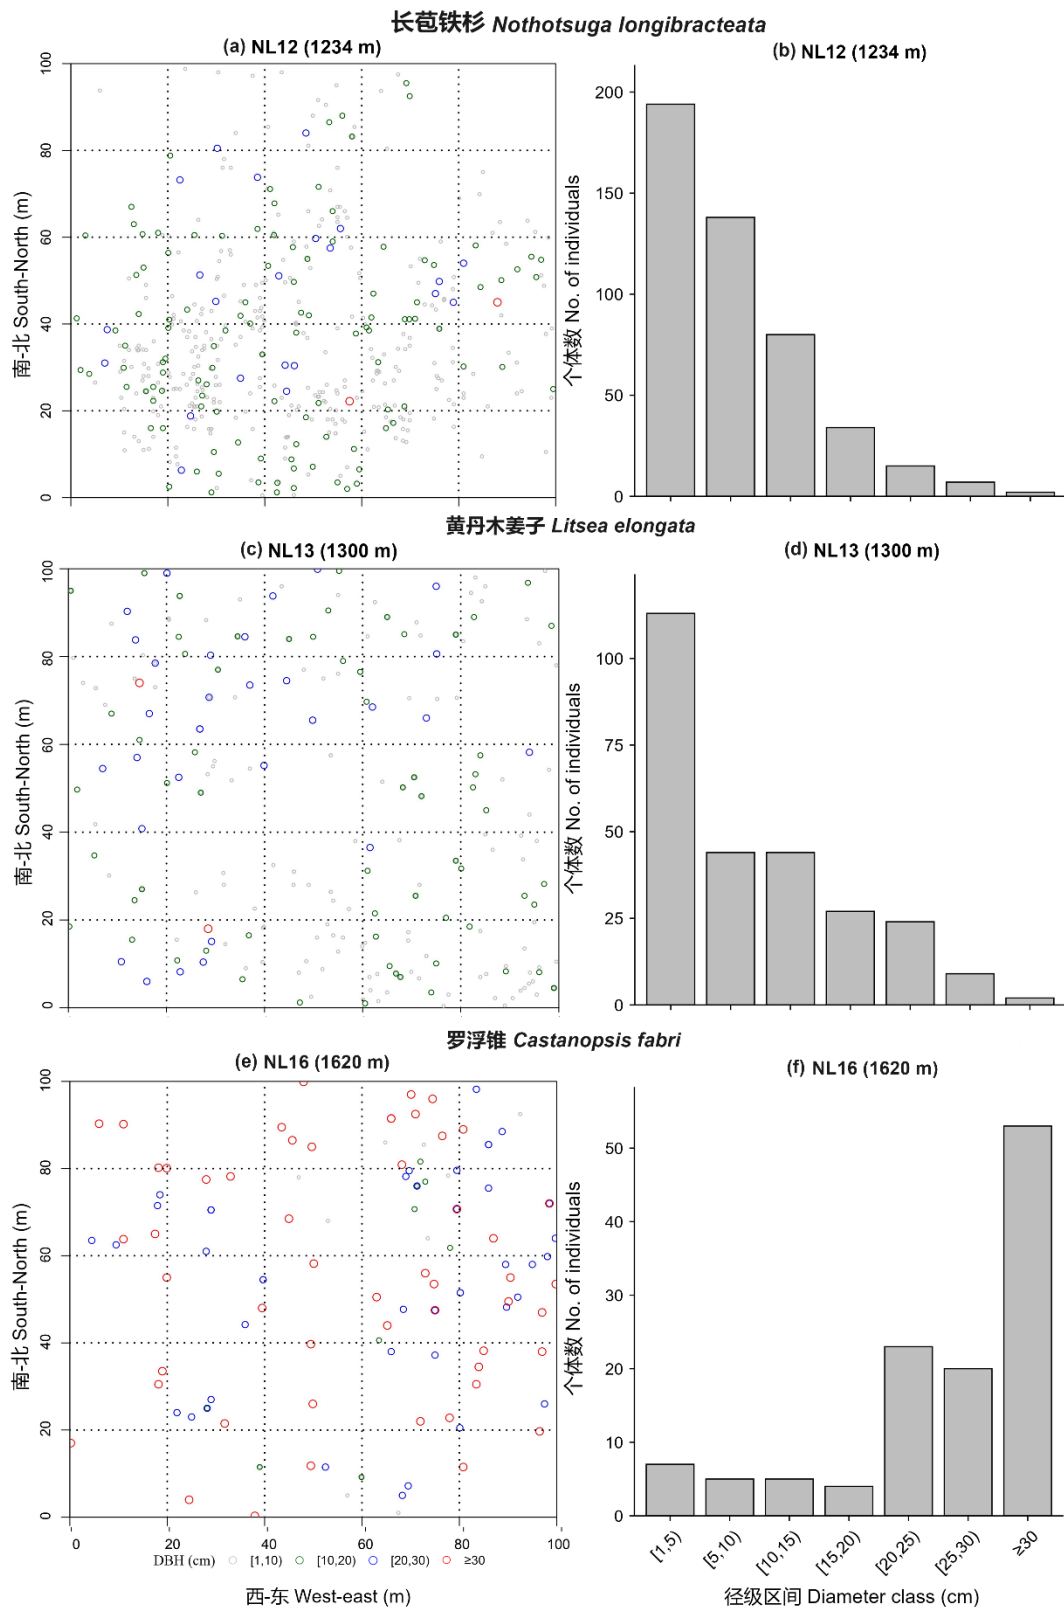 长苞铁杉 Nothotsuga longibracteata
(a) NL12 (1234 m)
南-北 South-North (m)
100
80
60
40
20
0
(b) NL12 (1234 m)
个体数 No. of individuals
200
150
100
50
0
黄丹木姜子 Litsea elongata
(c) NL13 (1300 m)
南-北 South-North (m)
100
80
60
40
20
0
(d) NL13 (1300 m)
个体数 No. of individuals
100
75
50
25
0
罗浮锥 Castanopsis fabri
(e) NL16 (1620 m)
南-北 South-North (m)
100
80
60
40
20
0
0 20 40 60 80 100
DBH (cm) [1,10) [10,20) [20,30) ≥30
西-东 West-east (m)
(f) NL16 (1620 m)
个体数 No. of individuals
50
40
30
20
10
0
[1,5) [5,10) [10,15) [15,20) [20,25) [25,30) ≥30
径级区间 Diameter class (cm)